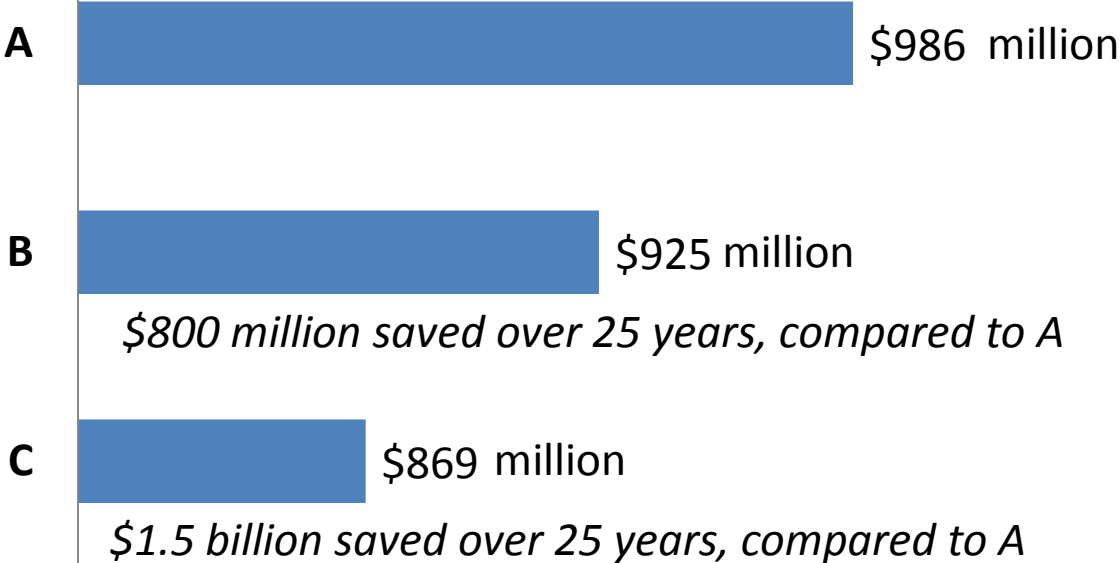 A $986 million
B $925 million
$800 million saved over 25 years, compared to A
C $869 million
$1.5 billion saved over 25 years, compared to A